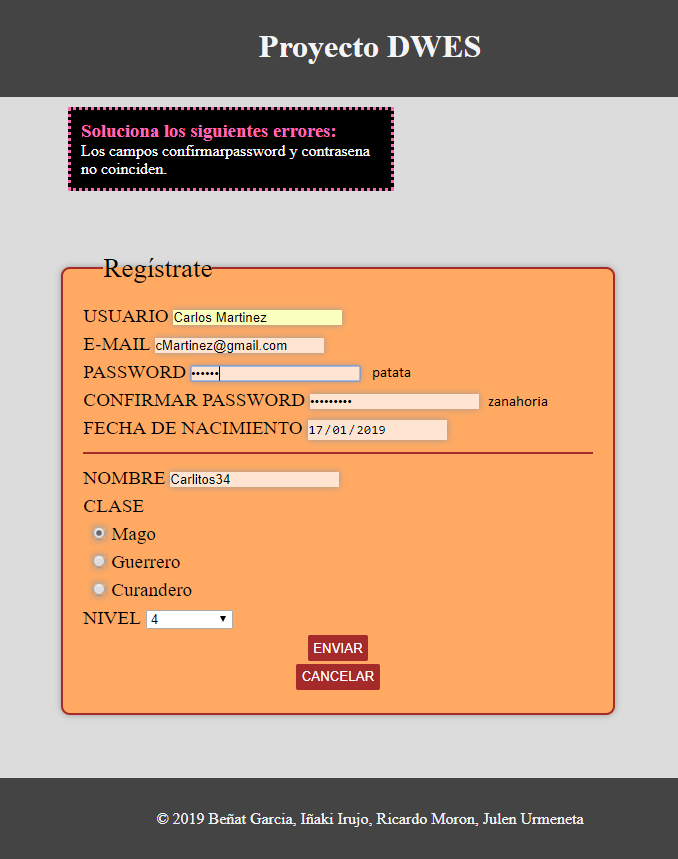 Proyecto DWES
Soluciona los siguientes errores:
Los campos confirmarpassword y contrasena
no coinciden.
Regístrate
USUARIO Carlos Martinez
E-MAIL cMartinez@gmail.com
PASSWORD •••••• patata
CONFIRMAR PASSWORD ••••••••• zanahoria
FECHA DE NACIMIENTO 17/01/2019
NOMBRE Carlitos34
CLASE
Mago
Guerrero
Curandero
NIVEL 4
ENVIAR
CANCELAR
© 2019 Beñat Garcia, Iñaki Irujo, Ricardo Moron, Julen Urmeneta